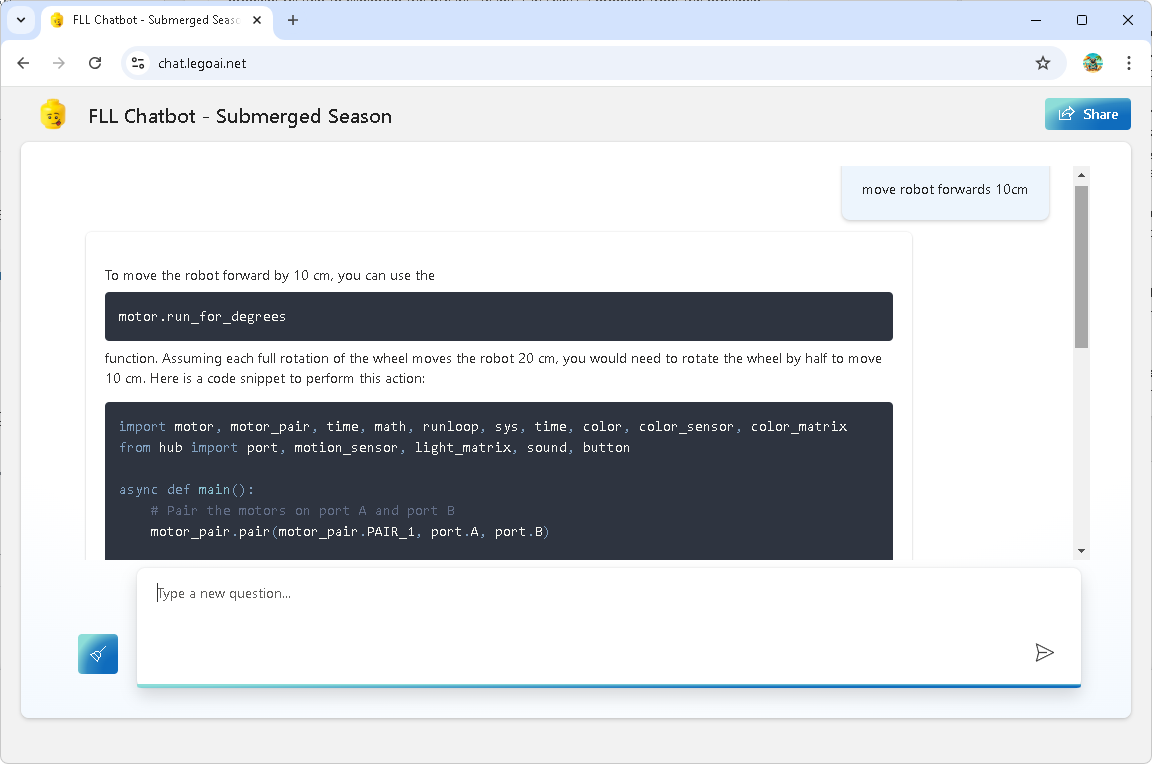 FLL Chatbot - Submerged Seas
chat.legoai.net
FLL Chatbot - Submerged Season
Share
move robot forwards 10cm
To move the robot forward by 10 cm, you can use the
motor.run_for_degrees
function. Assuming each full rotation of the wheel moves the robot 20 cm, you would need to rotate the wheel by half to move
10 cm. Here is a code snippet to perform this action:
import motor, motor_pair, time, math, runloop, sys, time, color, color_sensor, color_matrix
from hub import port, motion_sensor, light_matrix, sound, button
async def main():
# Pair the motors on port A and port B
motor_pair.pair(motor_pair.PAIR_1, port.A, port.B)
Type a new question...